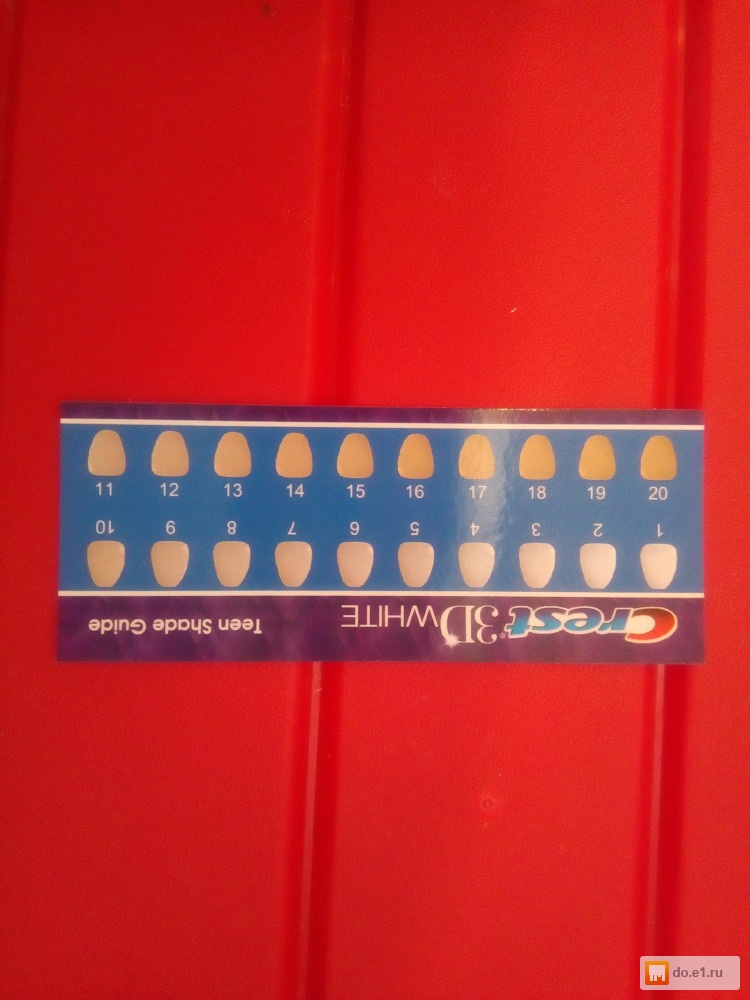 Crest 3D WHITE Teen Shade Guide
1 2 3 4 5 6 7 8 9 10
11 12 13 14 15 16 17 18 19 20
do.e1.ru